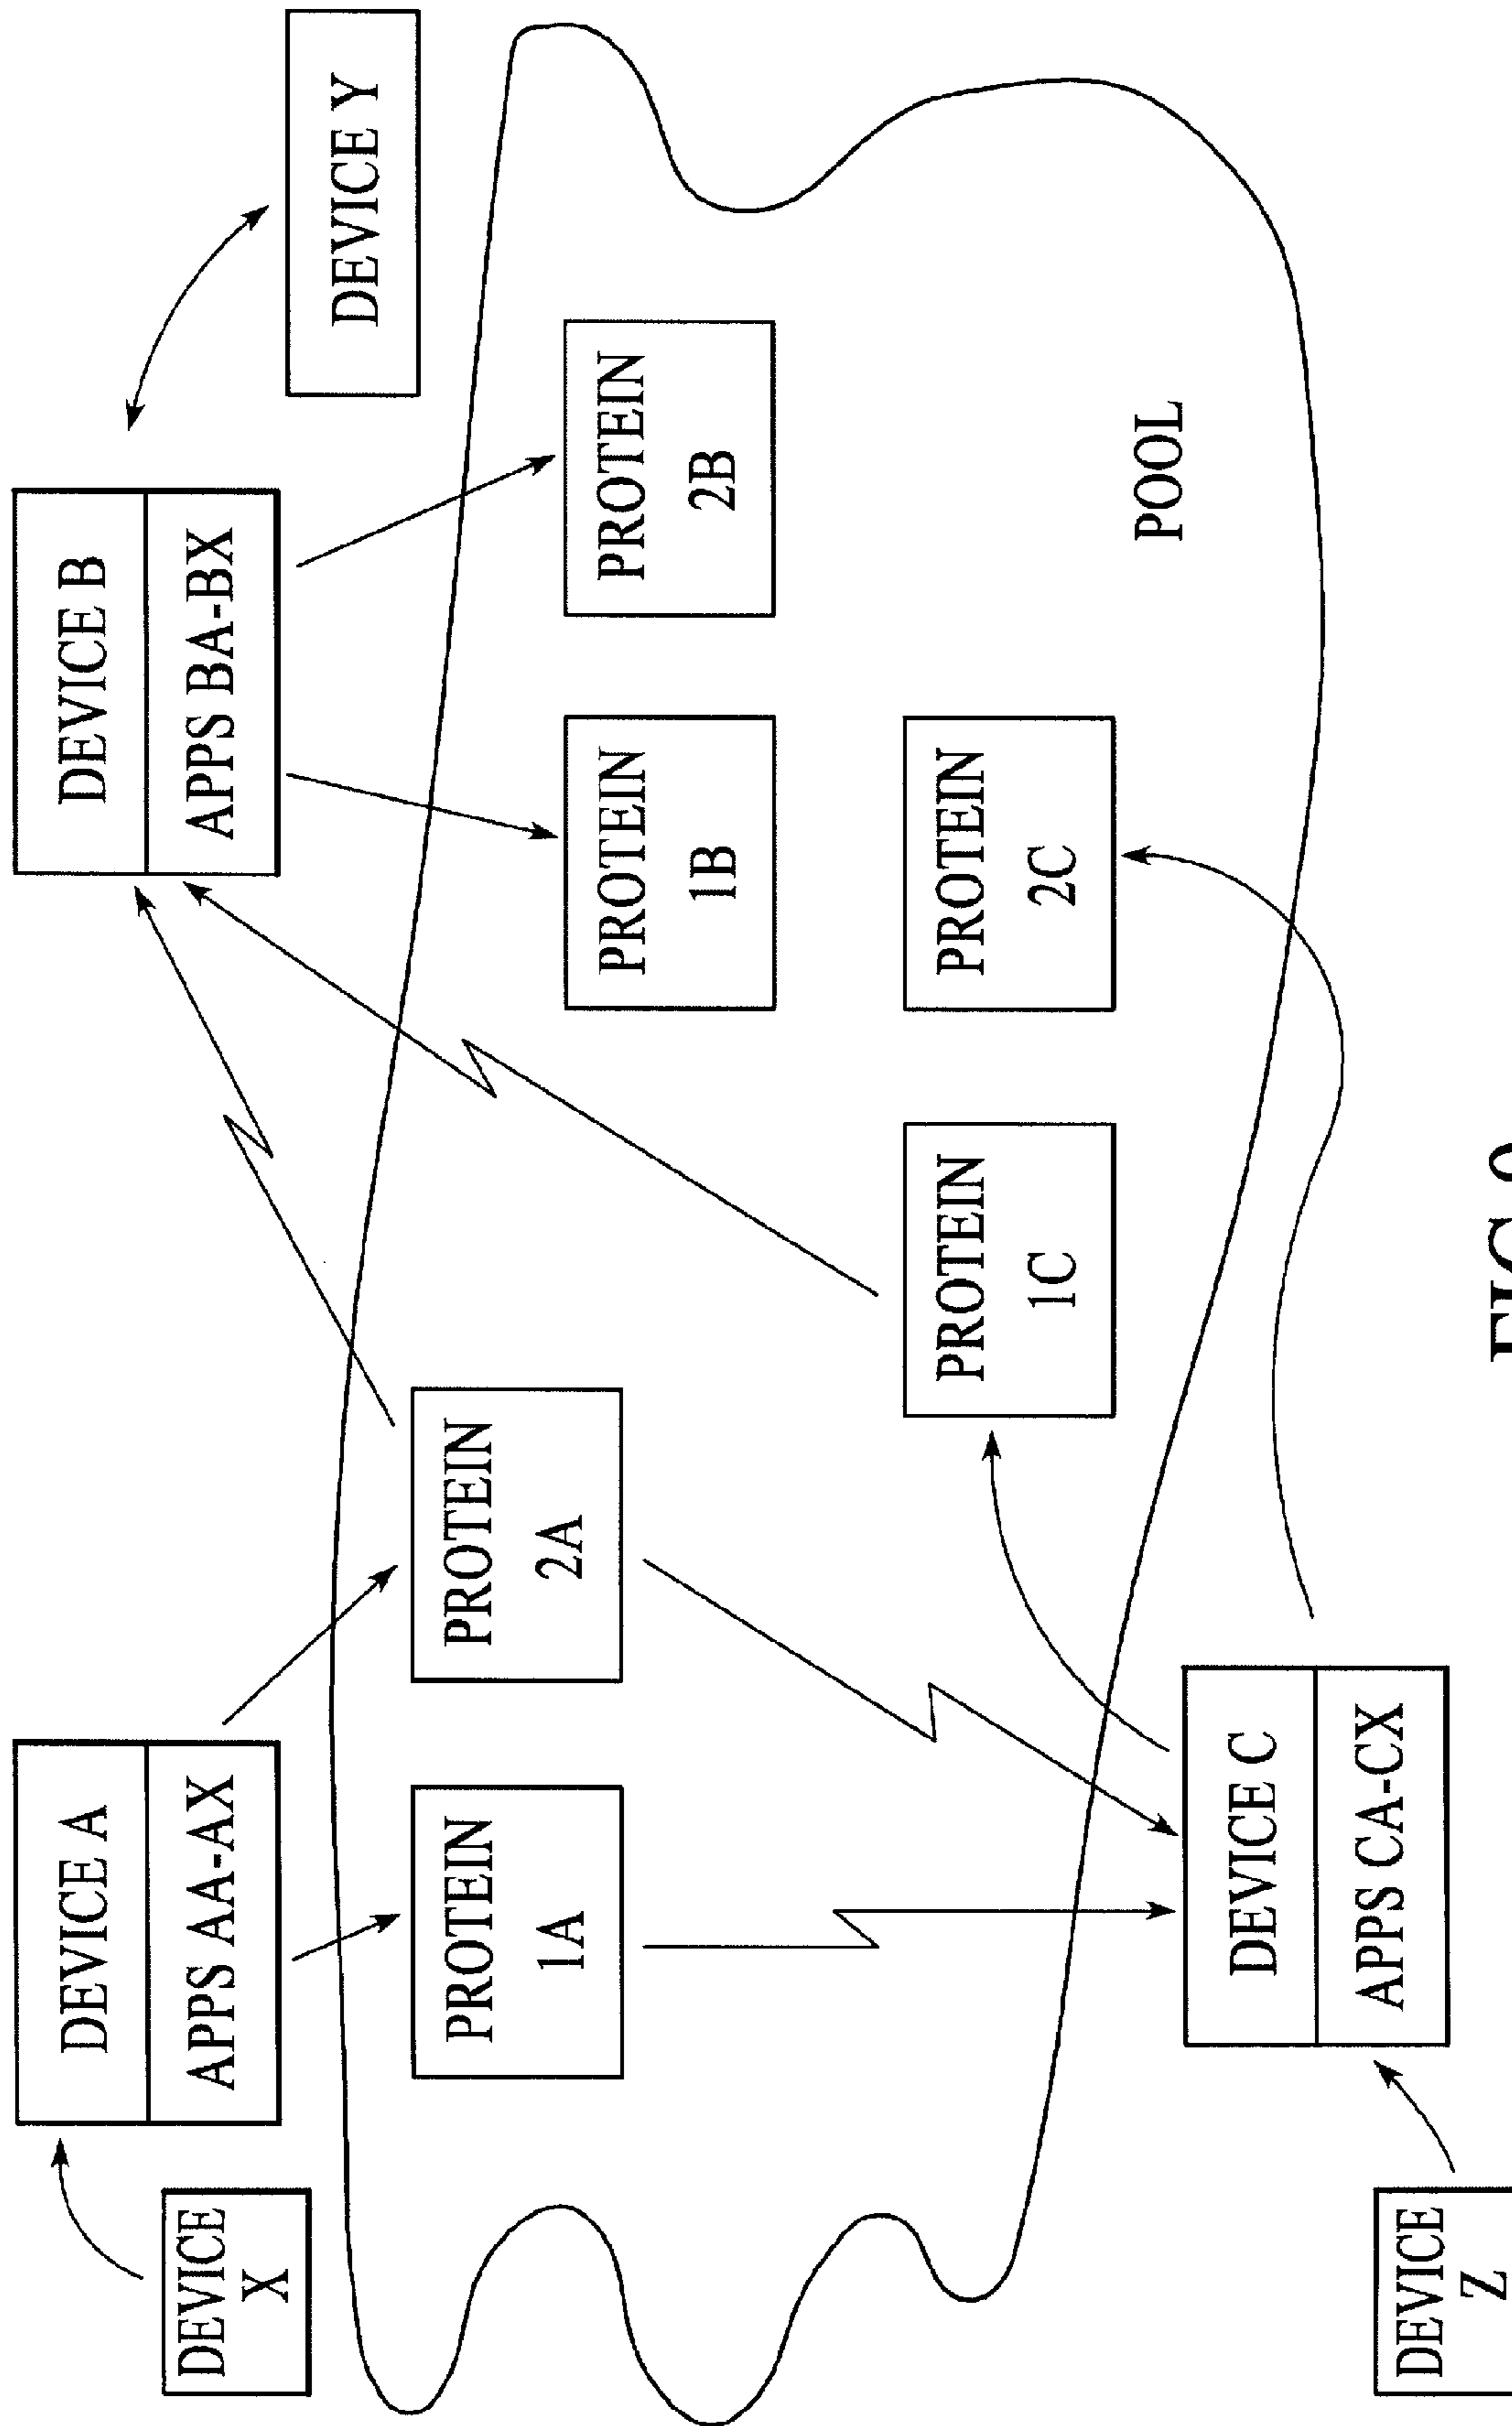 DEVICE X
DEVICE A
APPS AA-AX
DEVICE B
APPS BA-BX
DEVICE Y
PROTEIN
1A
PROTEIN
2A
PROTEIN
1B
PROTEIN
2B
PROTEIN
1C
PROTEIN
2C
POOL
DEVICE C
APPS CA-CX
DEVICE
Z
FIG.